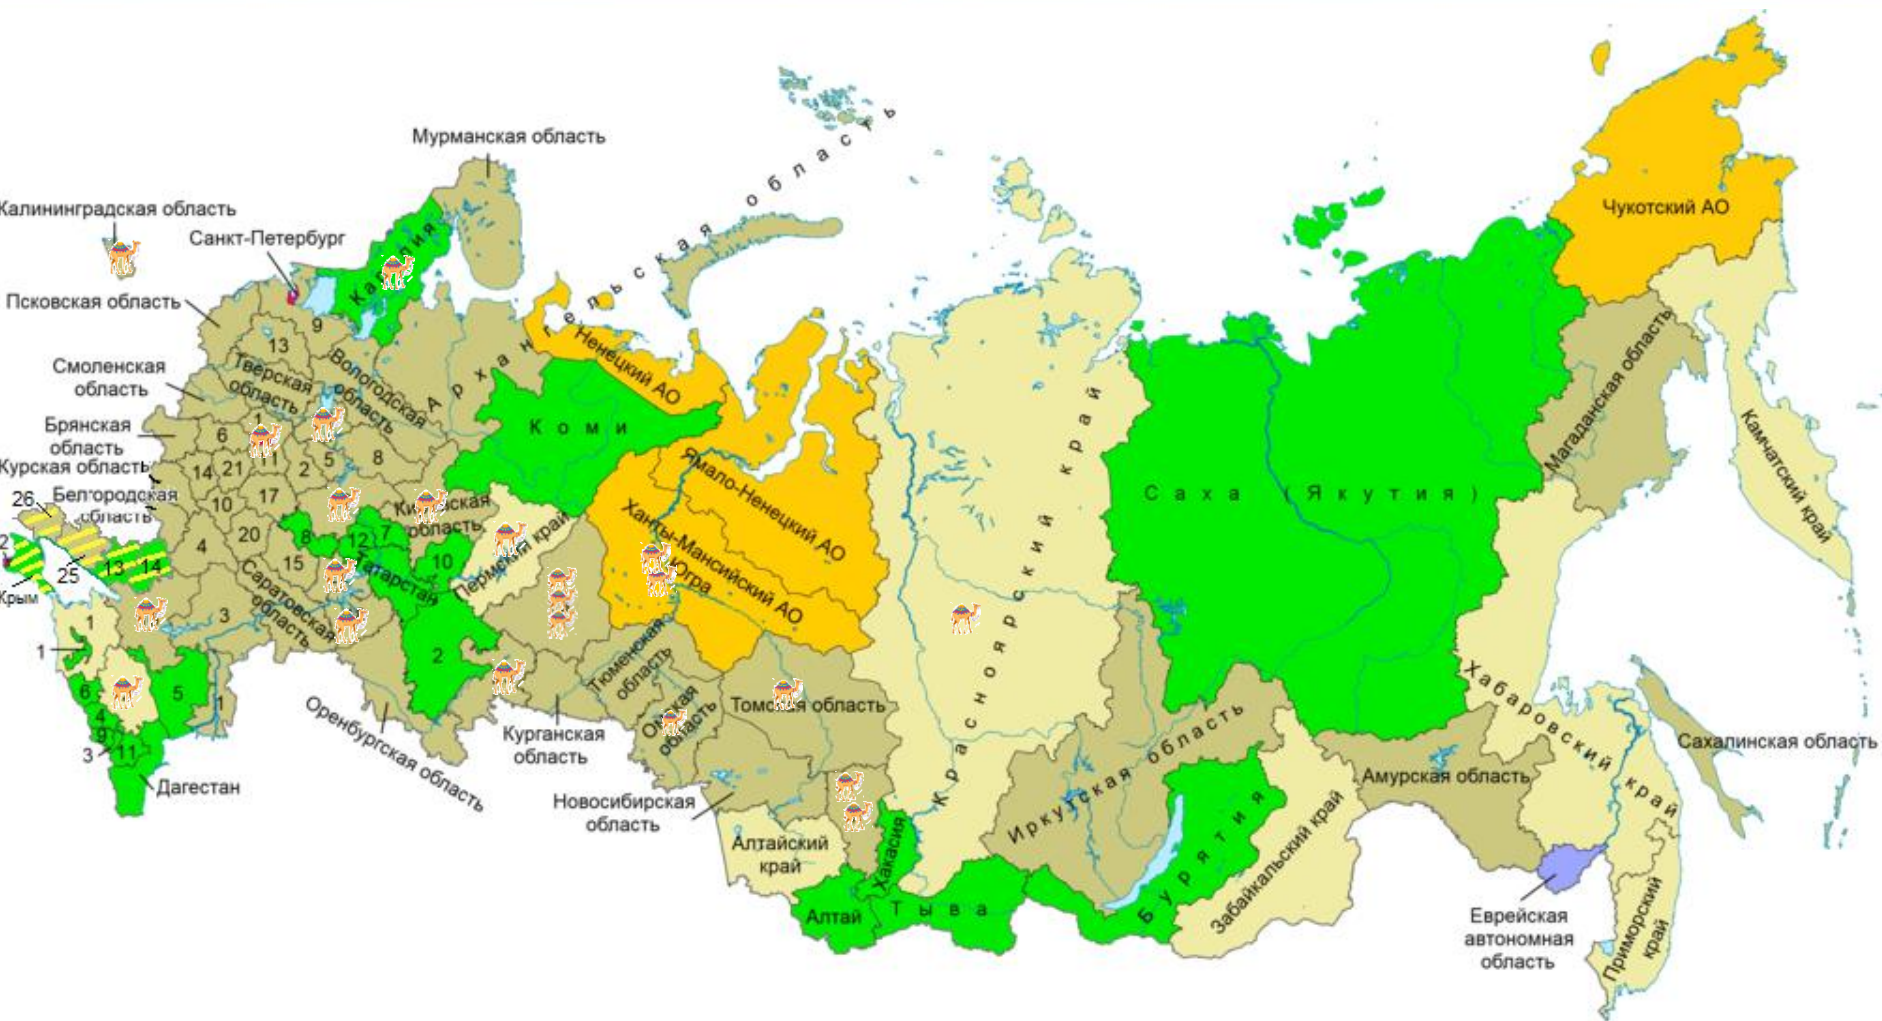 Мурманская область
Калининградская область
Санкт-Петербург
Псковская область
Смоленская
область
Брянская
область
Курская область
Белгородская
область
26
2
25
Крым
13
14
Карелия
Архангельская область
Ненецкий АО
Вологодская
область
Тверская
область
9
13
1
6
11
14
21
2
5
8
10
17
4
20
15
8
12
7
10
Кировская
область
Коми
Пермский край
Татарстан
Саратовская
область
3
2
1
1
6
4
9
3
11
5
1
Дагестан
Оренбургская область
Курганская
область
Тюменская
область
Омская
область
Томская область
Новосибирская
область
Алтайский
край
Ямало-Ненецкий АО
Ханты-Мансийский АО
Югра
Красноярский край
Хакасия
Алтай
Тыва
Иркутская область
Бурятия
Забайкальский край
Саха (Якутия)
Чукотский АО
Магаданская область
Камчатский край
Хабаровский край
Амурская область
Сахалинская область
Еврейская
автономная
область
Приморский
край